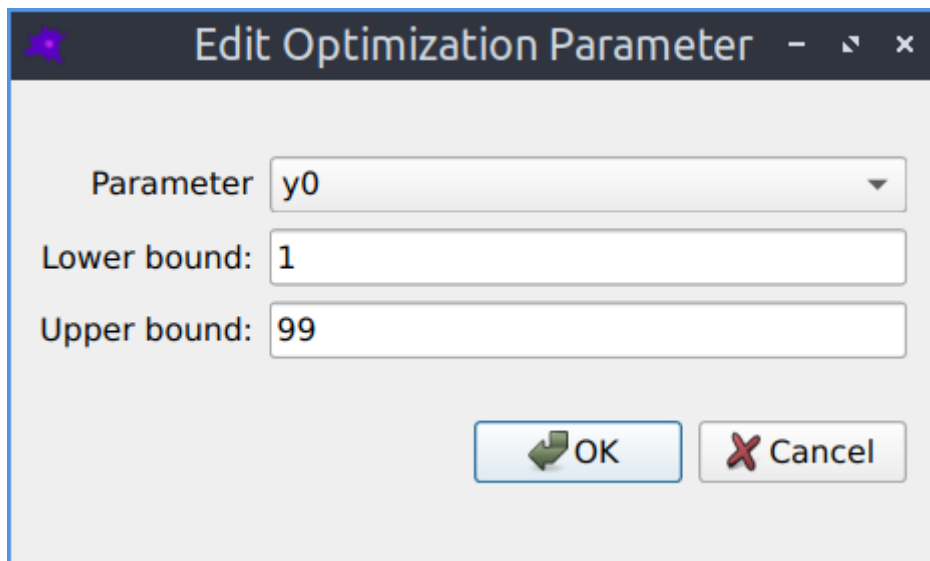 Edit Optimization Parameter
Parameter y0
Lower bound: 1
Upper bound: 99
OK Cancel